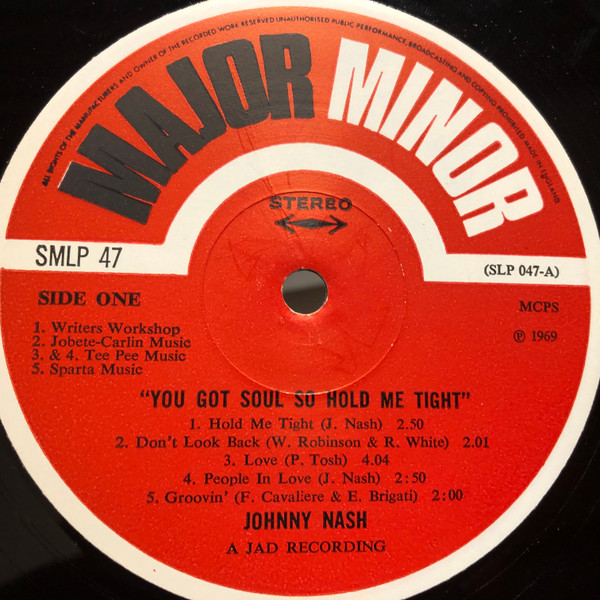 ALL RIGHTS OF THE MANUFACTURERS AND OWNER OF THE RECORDED WORK RESERVED UNAUTHORISED PUBLIC PERFORMANCE, BROADCASTING AND COPYING PROHIBITED MADE IN ENGLAND
MAJOR MINOR
STEREO
SMLP 47
(SLP 047-A)
SIDE ONE
MCPS
℗ 1969
1. Writers Workshop
2. Jobete-Carlin Music
3. & 4. Tee Pee Music
5. Sparta Music
"YOU GOT SOUL SO HOLD ME TIGHT"
1. Hold Me Tight (J. Nash) 2.50
2. Don't Look Back (W. Robinson & R. White) 2.01
3. Love (P. Tosh) 4.04
4. People In Love (J. Nash) 2:50
5. Groovin' (F. Cavaliere & E. Brigati) 2:00
JOHNNY NASH
A JAD RECORDING